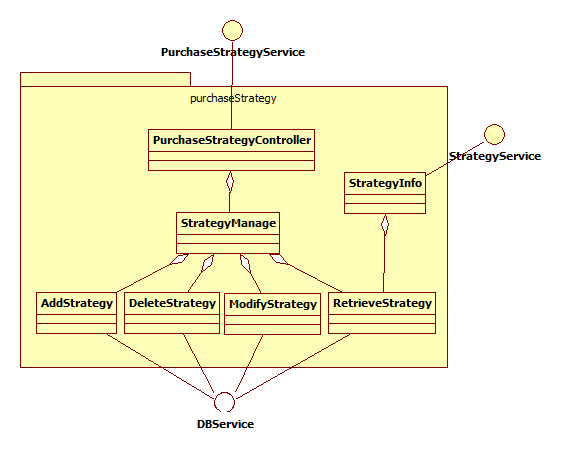 PurchaseStrategyService
purchaseStrategy
PurchaseStrategyController
StrategyService
StrategyInfo
StrategyManage
AddStrategy
DeleteStrategy
ModifyStrategy
RetrieveStrategy
DBService